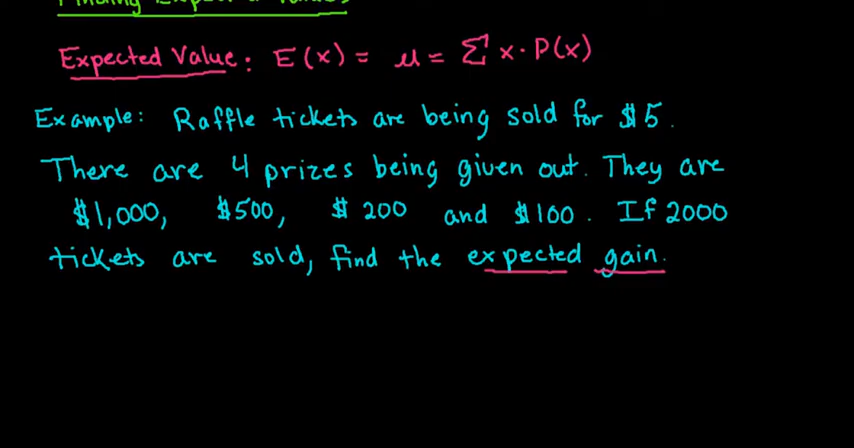 Expected Value: E(x) = μ = Σ x · P(x)
Example: Raffle tickets are being sold for $5.
There are 4 prizes being given out. They are
$1,000, $500, $200 and $100. If 2000
tickets are sold, find the expected gain.